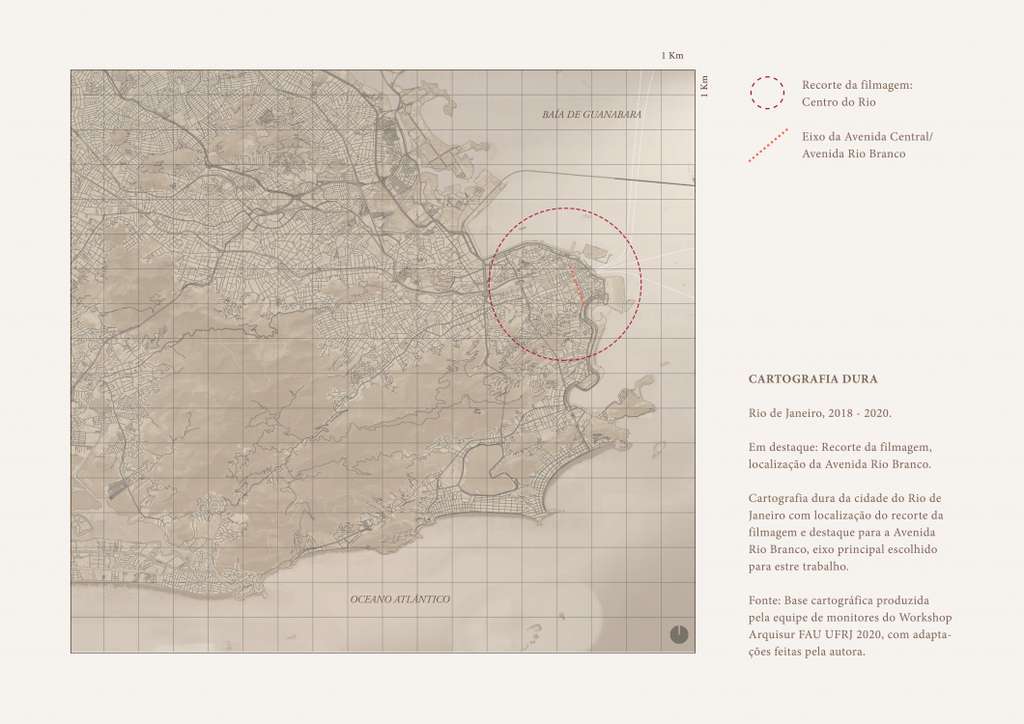 1 Km
1 Km
BAÍA DE GUANABARA
OCEANO ATLÂNTICO
Recorte da filmagem:
Centro do Rio
Eixo da Avenida Central/
Avenida Rio Branco
CARTOGRAFIA DURA
Rio de Janeiro, 2018 - 2020.
Em destaque: Recorte da filmagem,
localização da Avenida Rio Branco.
Cartografia dura da cidade do Rio de
Janeiro com localização do recorte da
filmagem e destaque para a Avenida
Rio Branco, eixo principal escolhido
para estre trabalho.
Fonte: Base cartográfica produzida
pela equipe de monitores do Workshop
Arquisur FAU UFRJ 2020, com adapta-
ções feitas pela autora.